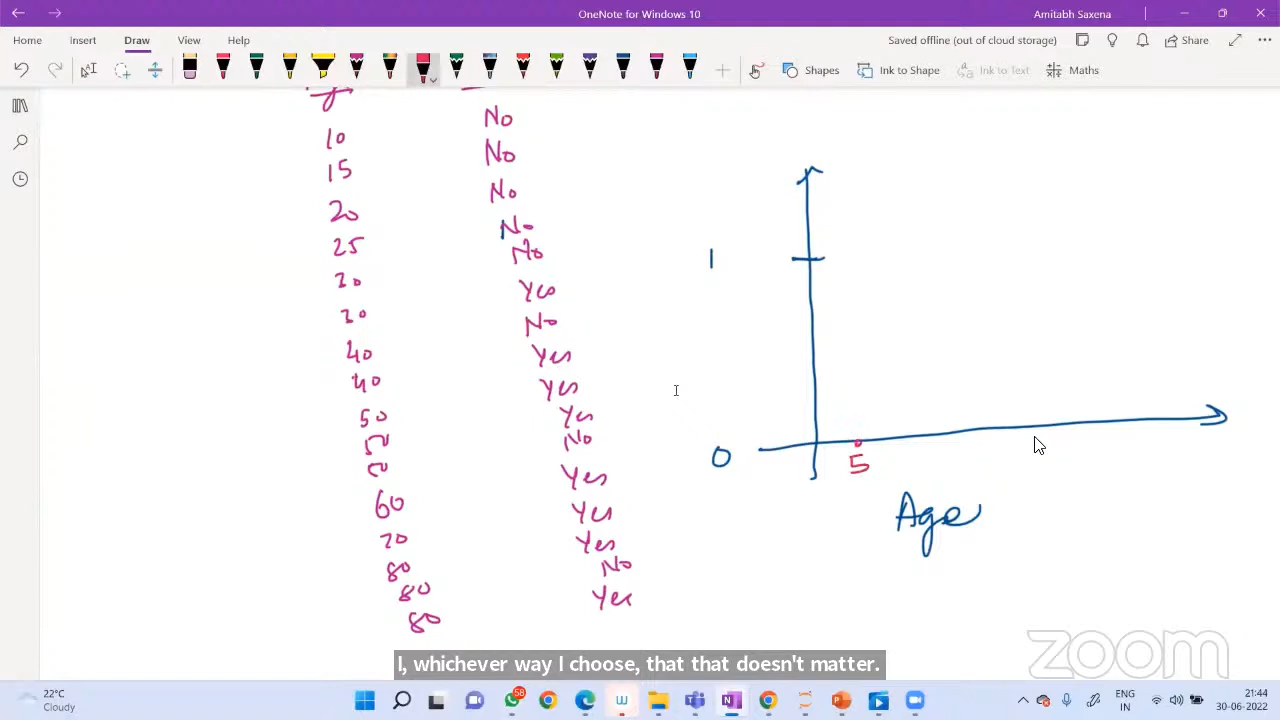 OneNote for Windows 10
Amitabh Saxena
Home Insert Draw View Help
Saved offline (out of cloud storage)
Share
Shapes
Ink to Shape
Ink to Text
Maths
No
10 No
15 No
20 No
25 No
30 Yes
30 No
40 Yes
40 Yes
50 Yes
No
Yes
60 Yes
70 Yes
80 No
80 Yes
80
1
0
5
Age
zoom
I, whichever way I choose, that that doesn't matter.
22°C
Cloudy
58
ENG
IN
21:44
30-06-2022